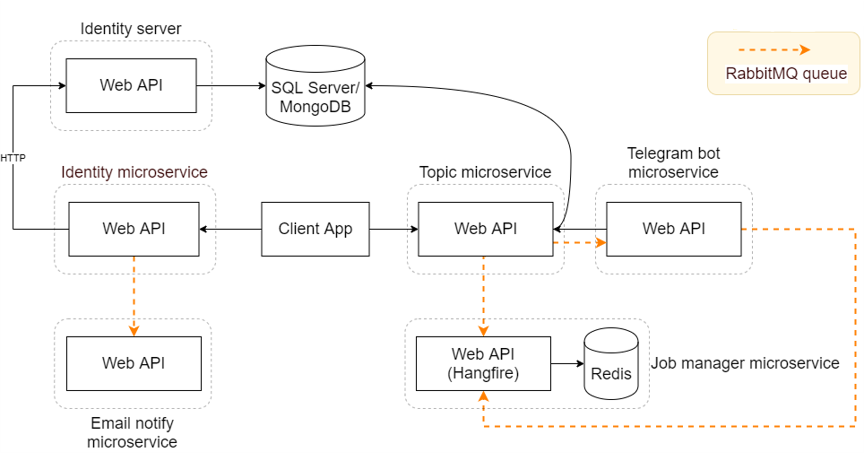 Identity server
Web API
SQL Server/
MongoDB
RabbitMQ queue
HTTP
Identity microservice
Web API
Client App
Topic microservice
Web API
Telegram bot
microservice
Web API
Web API
Email notify
microservice
Web API
(Hangfire)
Redis
Job manager microservice